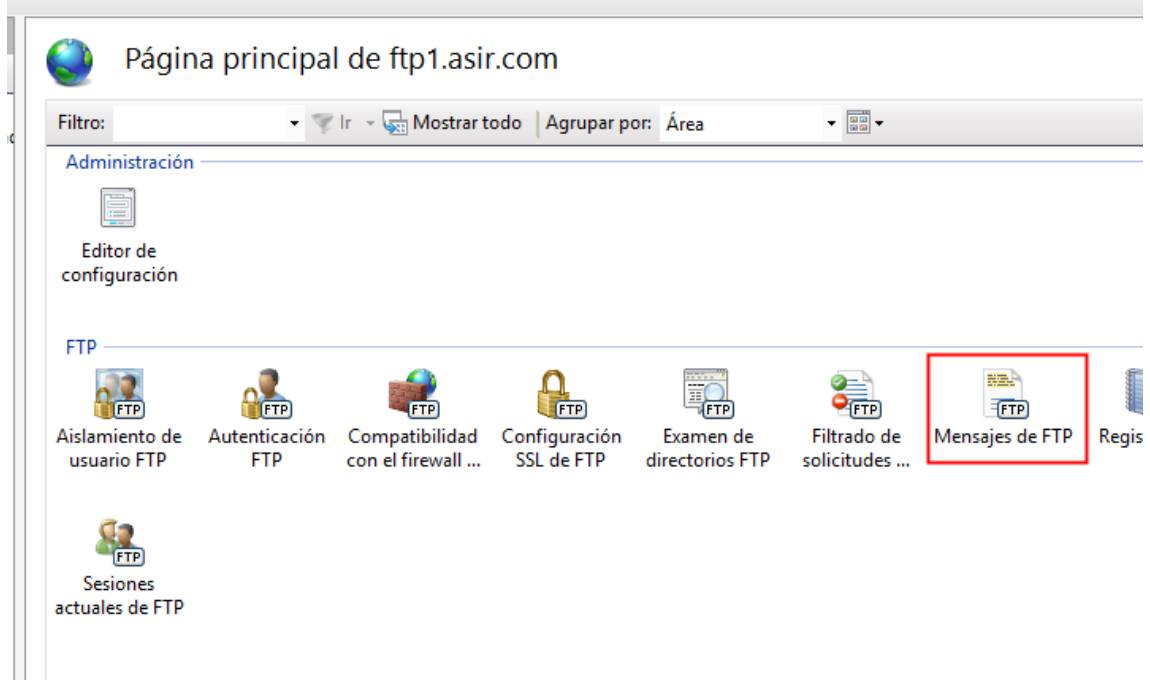 Página principal de ftp1.asir.com
Filtro:
Ir
Mostrar todo
Agrupar por:
Área
Administración
Editor de
configuración
FTP
FTP
FTP
FTP
FTP
FTP
FTP
FTP
Aislamiento de
usuario FTP
Autenticación
FTP
Compatibilidad
con el firewall ...
Configuración
SSL de FTP
Examen de
directorios FTP
Filtrado de
solicitudes ...
Mensajes de FTP
Regis
FTP
Sesiones
actuales de FTP